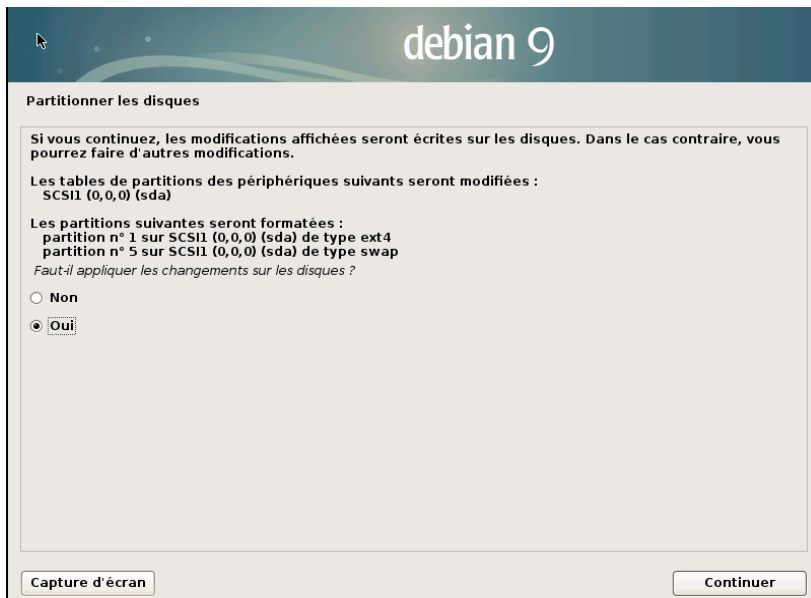 debian 9
Partitionner les disques
Si vous continuez, les modifications affichées seront écrites sur les disques. Dans le cas contraire, vous
pourrez faire d'autres modifications.
Les tables de partitions des périphériques suivants seront modifiées :
SCSI1 (0,0,0) (sda)
Les partitions suivantes seront formatées :
partition n° 1 sur SCSI1 (0,0,0) (sda) de type ext4
partition n° 5 sur SCSI1 (0,0,0) (sda) de type swap
Faut-il appliquer les changements sur les disques ?
Non
Oui
Capture d'écran
Continuer